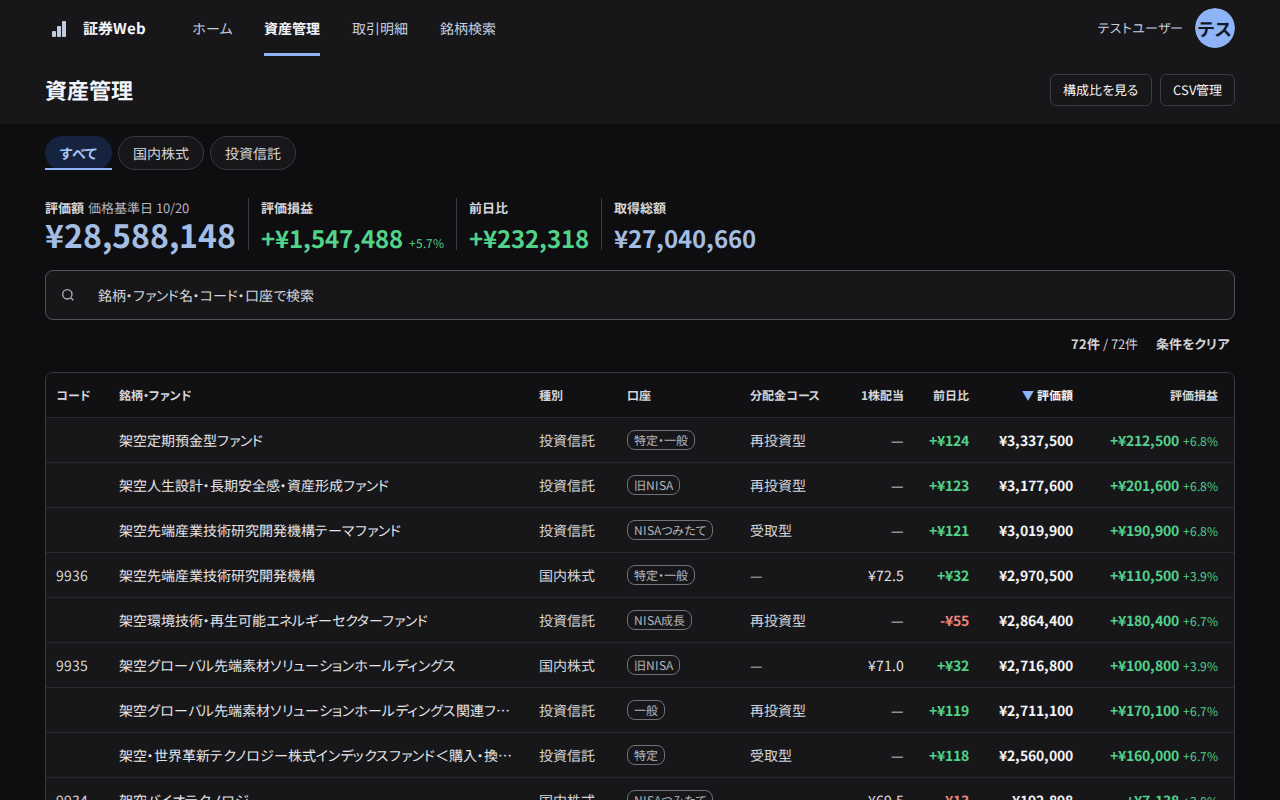 証券Web ホーム 資産管理 取引明細 銘柄検索 テストユーザー テス
資産管理 構成比を見る CSV管理
すべて 国内株式 投資信託
評価額 価格基準日 10/20 評価損益 前日比 取得総額
¥28,588,148 +¥1,547,488 +5.7% +¥232,318 ¥27,040,660
銘柄・ファンド名・コード・口座で検索
72件 / 72件 条件をクリア
コード 銘柄・ファンド 種別 口座 分配金コース 1株配当 前日比 ▼評価額 評価損益
架空定期預金型ファンド 投資信託 特定・一般 再投資型 — +¥124 ¥3,337,500 +¥212,500 +6.8%
架空人生設計・長期安全感・資産形成ファンド 投資信託 旧NISA 再投資型 — +¥123 ¥3,177,600 +¥201,600 +6.8%
架空先端産業技術研究開発機構テーマファンド 投資信託 NISAつみたて 受取型 — +¥121 ¥3,019,900 +¥190,900 +6.8%
9936 架空先端産業技術研究開発機構 国内株式 特定・一般 — ¥72.5 +¥32 ¥2,970,500 +¥110,500 +3.9%
架空環境技術・再生可能エネルギーセクターファンド 投資信託 NISA成長 再投資型 — -¥55 ¥2,864,400 +¥180,400 +6.7%
9935 架空グローバル先端素材ソリューションホールディングス 国内株式 旧NISA — ¥71.0 +¥32 ¥2,716,800 +¥100,800 +3.9%
架空グローバル先端素材ソリューションホールディングス関連フ… 投資信託 一般 再投資型 — +¥119 ¥2,711,100 +¥170,100 +6.7%
架空・世界革新テクノロジー株式インデックスファンド＜購入・換… 投資信託 特定 受取型 — +¥118 ¥2,560,000 +¥160,000 +6.7%
9934 架空バイオテクノロジ 国内株式 NISAつみたて